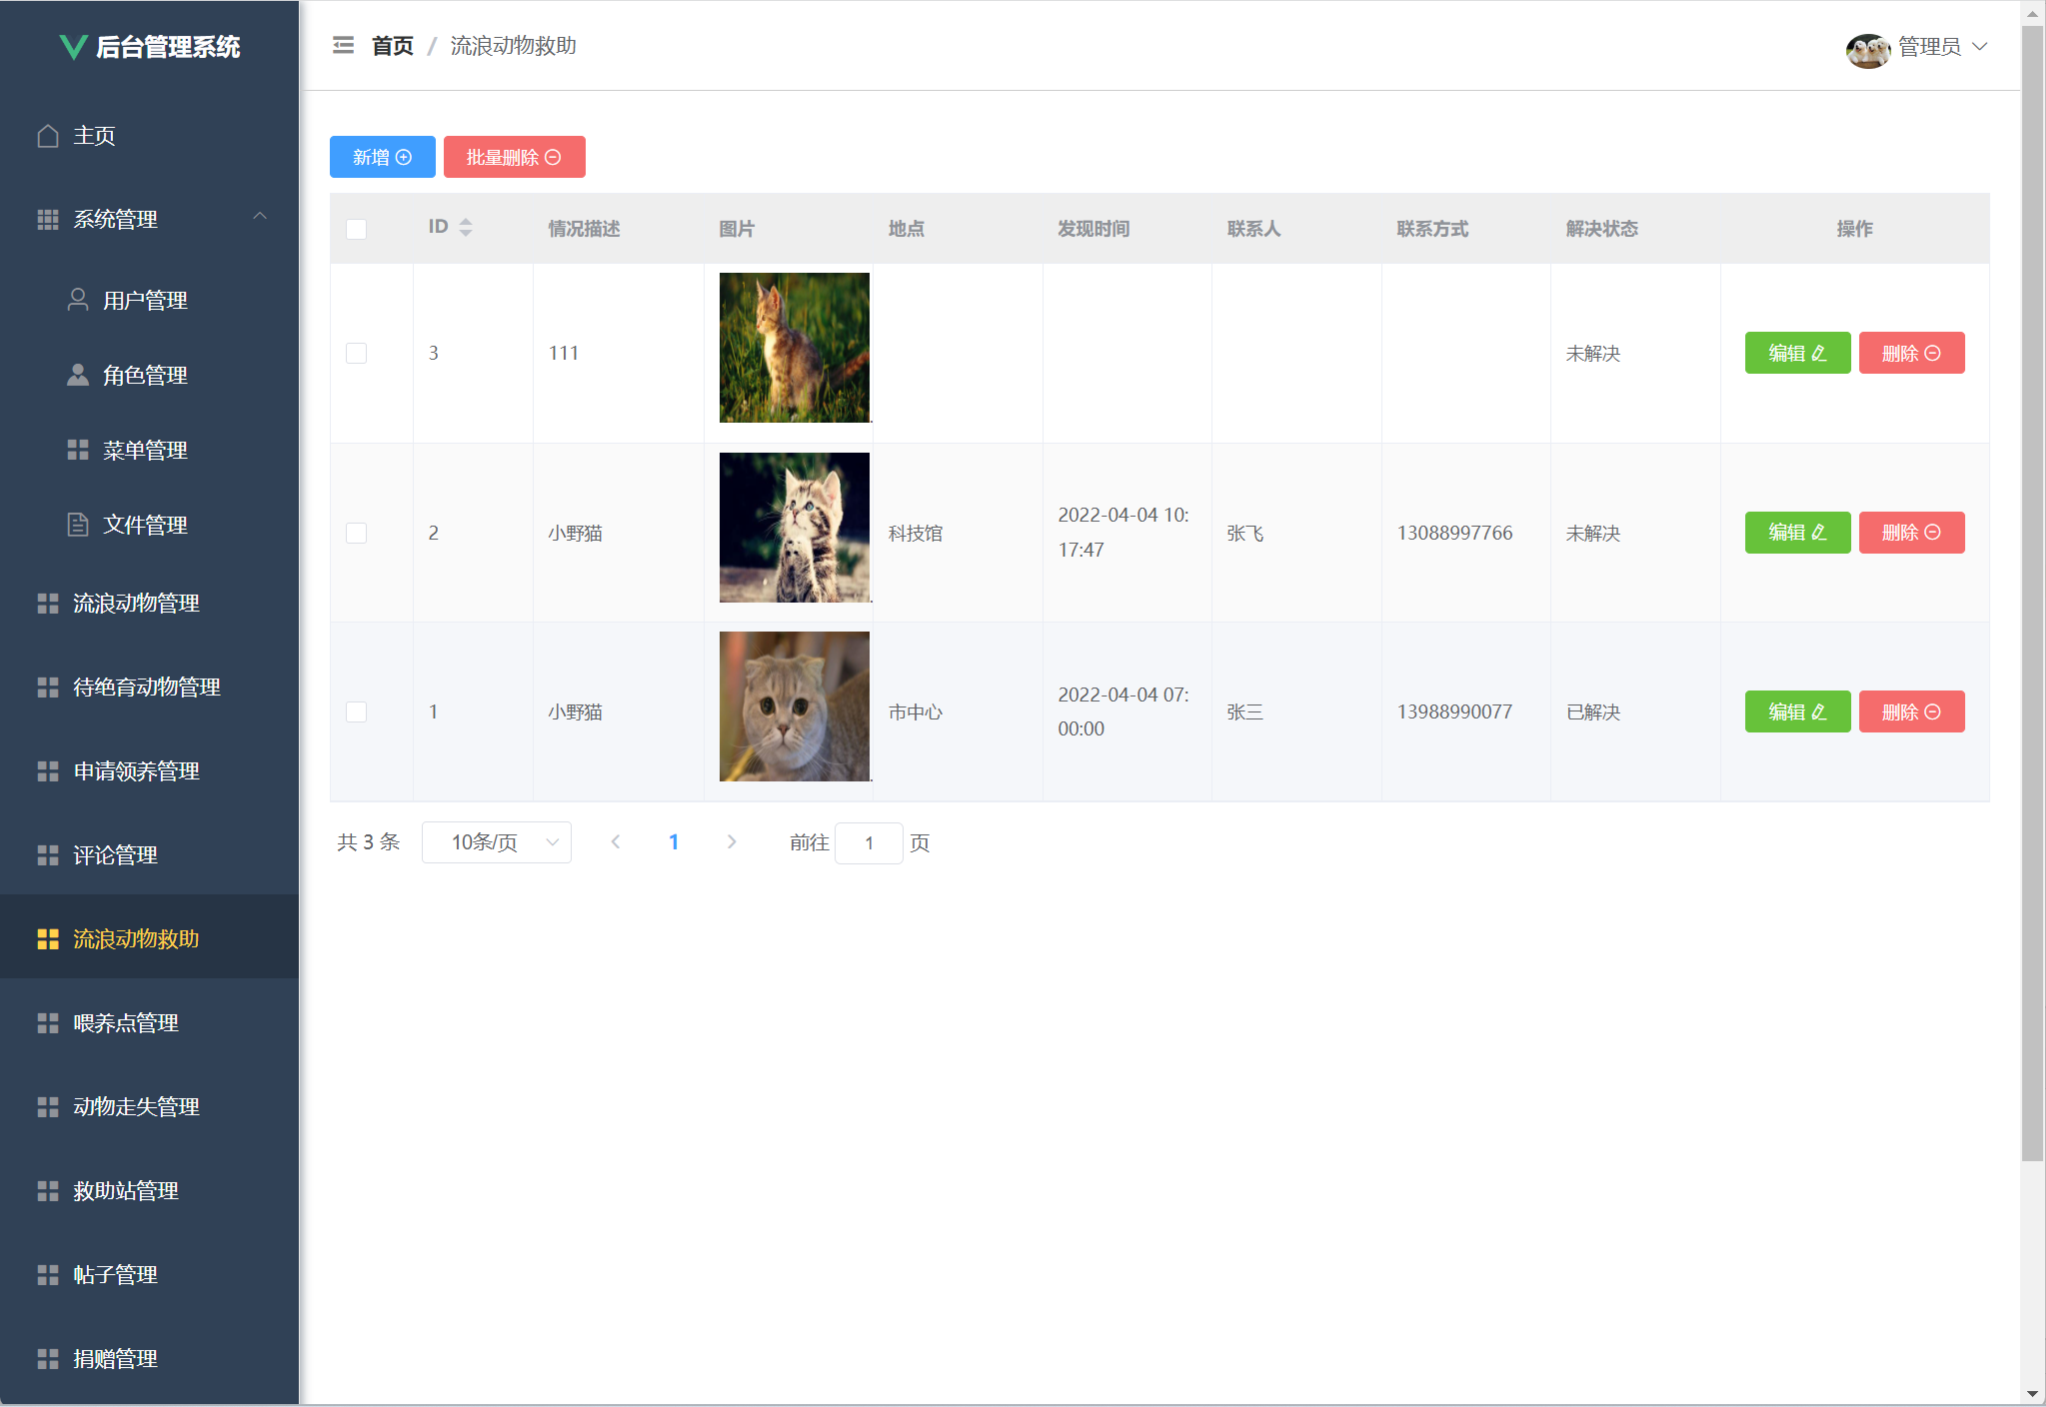 后台管理系统
主页
系统管理
用户管理
角色管理
菜单管理
文件管理
流浪动物管理
待绝育动物管理
申请领养管理
评论管理
流浪动物救助
喂养点管理
动物走失管理
救助站管理
帖子管理
捐赠管理
首页 / 流浪动物救助
管理员
新增 批量删除
ID 情况描述 图片 地点 发现时间 联系人 联系方式 解决状态 操作
3 111 未解决 编辑 删除
2 小野猫 科技馆 2022-04-04 10:
17:47 张飞 13088997766 未解决 编辑 删除
1 小野猫 市中心 2022-04-04 07:
00:00 张三 13988990077 已解决 编辑 删除
共 3 条 10条/页 1 前往 1 页